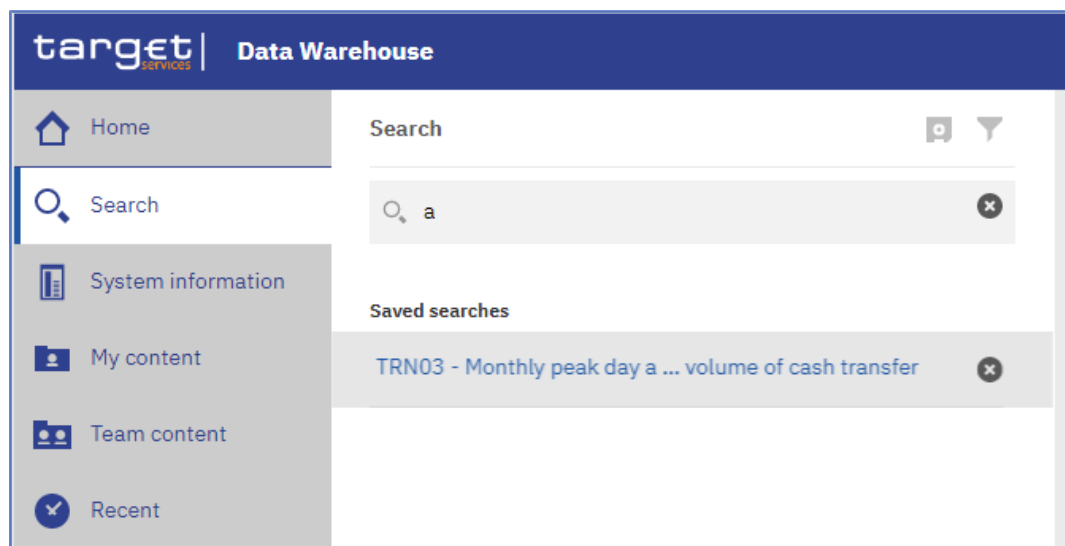 target services | Data Warehouse
Home
Search
System information
My content
Team content
Recent
Search
a
Saved searches
TRN03 - Monthly peak day a ... volume of cash transfer